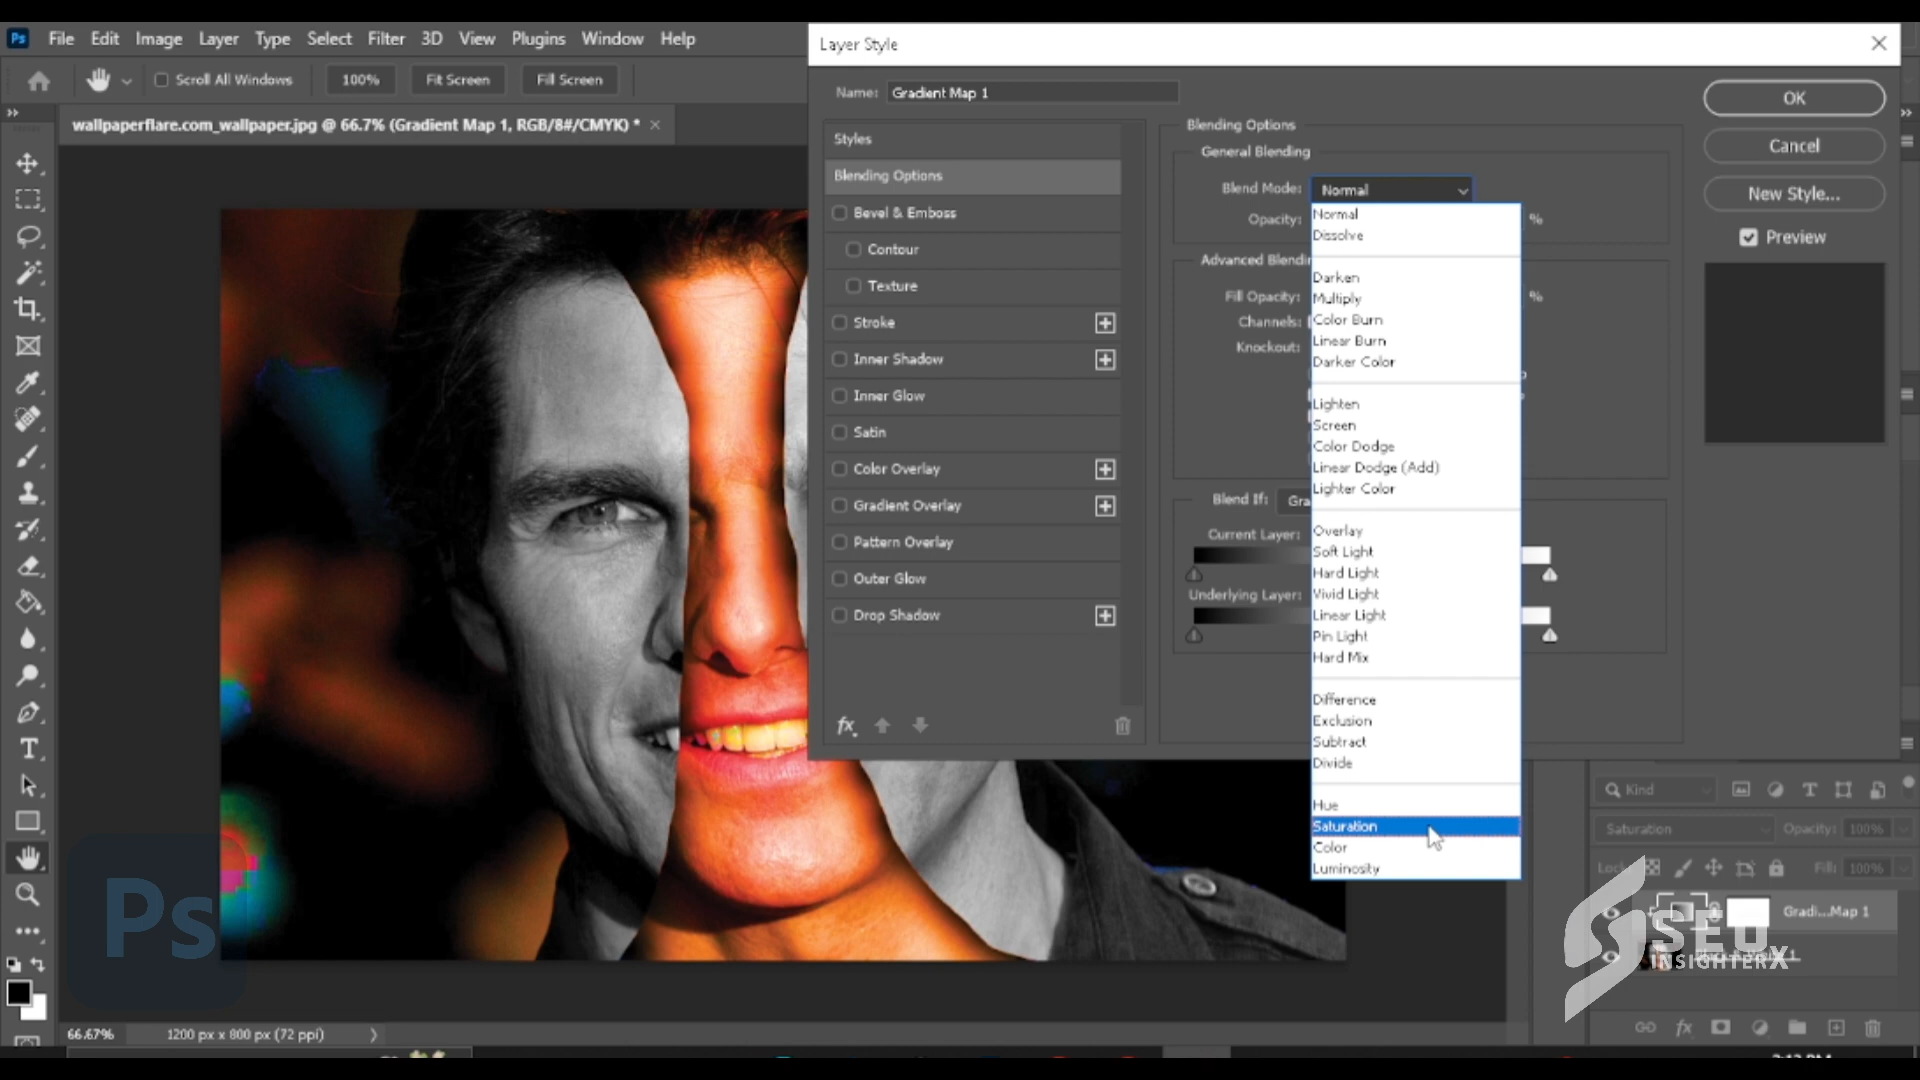 Ps File Edit Image Layer Type Select Filter 3D View Plugins Window Help
Scroll All Windows 100% Fit Screen Fill Screen
wallpaperflare.com_wallpaper.jpg @ 66.7% (Gradient Map 1, RGB/8#/CMYK) *
Layer Style
Name: Gradient Map 1
Styles
Blending Options
Bevel & Emboss
Contour
Texture
Stroke
Inner Shadow
Inner Glow
Satin
Color Overlay
Gradient Overlay
Pattern Overlay
Outer Glow
Drop Shadow
fx
Blending Options
General Blending
Blend Mode: Normal
Opacity: %
Fill Opacity: %
Channels:
Knockout:
Blend If:
Current Layer:
Underlying Layer:
Normal
Dissolve
Darken
Multiply
Color Burn
Linear Burn
Darker Color
Lighten
Screen
Color Dodge
Linear Dodge (Add)
Lighter Color
Overlay
Soft Light
Hard Light
Vivid Light
Linear Light
Pin Light
Hard Mix
Difference
Exclusion
Subtract
Divide
Hue
Saturation
Color
Luminosity
OK
Cancel
New Style...
Preview
Kind
Saturation Opacity: 100%
Fill: 100%
Gradi...Map 1
SEO
INSIGHTERX
fx
Ps
66.67% 1200 px x 800 px (72 ppi)